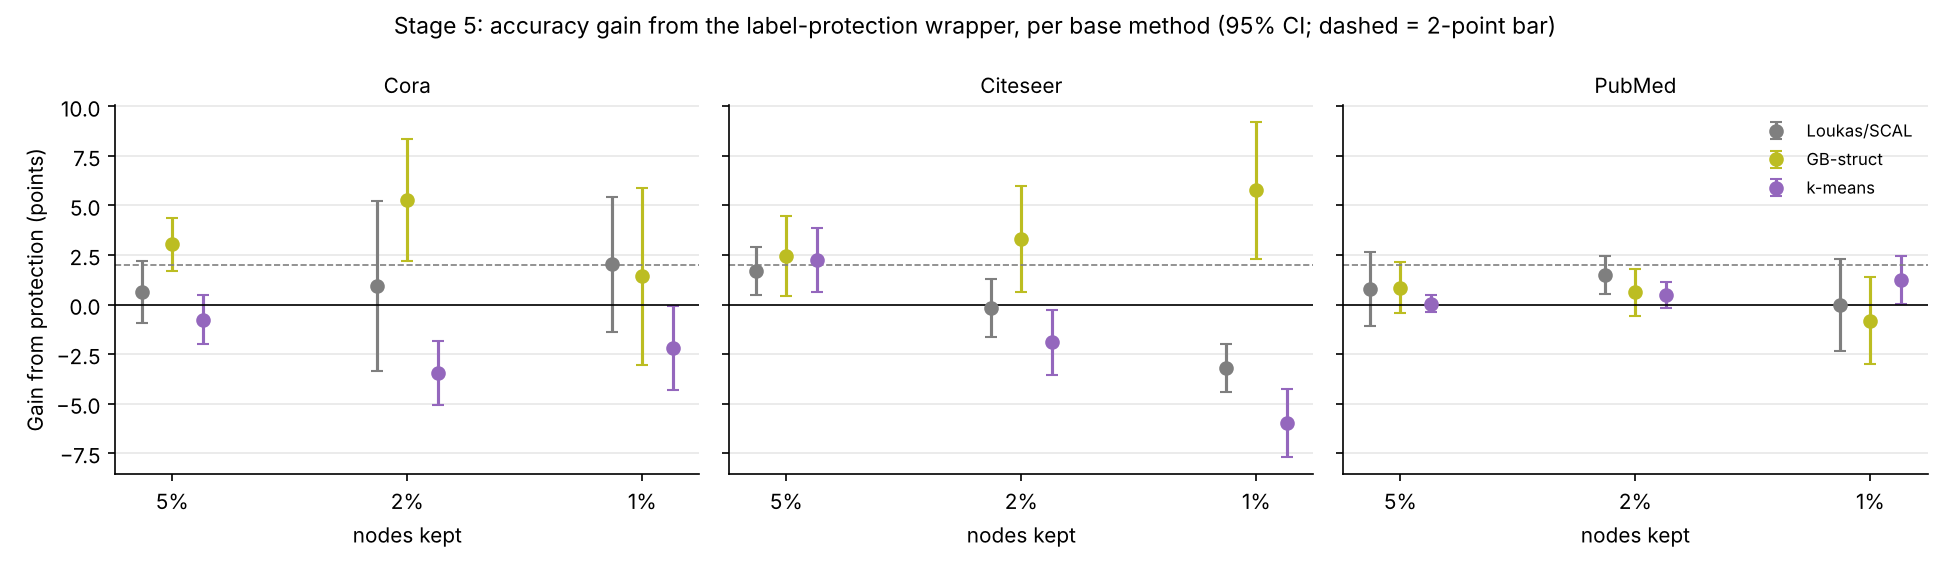 Stage 5: accuracy gain from the label-protection wrapper, per base method (95% CI; dashed = 2-point bar)
Cora
Citeseer
PubMed
Gain from protection (points)
10.0
7.5
5.0
2.5
0.0
−2.5
−5.0
−7.5
Loukas/SCAL
GB-struct
k-means
5%
2%
1%
5%
2%
1%
5%
2%
1%
nodes kept
nodes kept
nodes kept